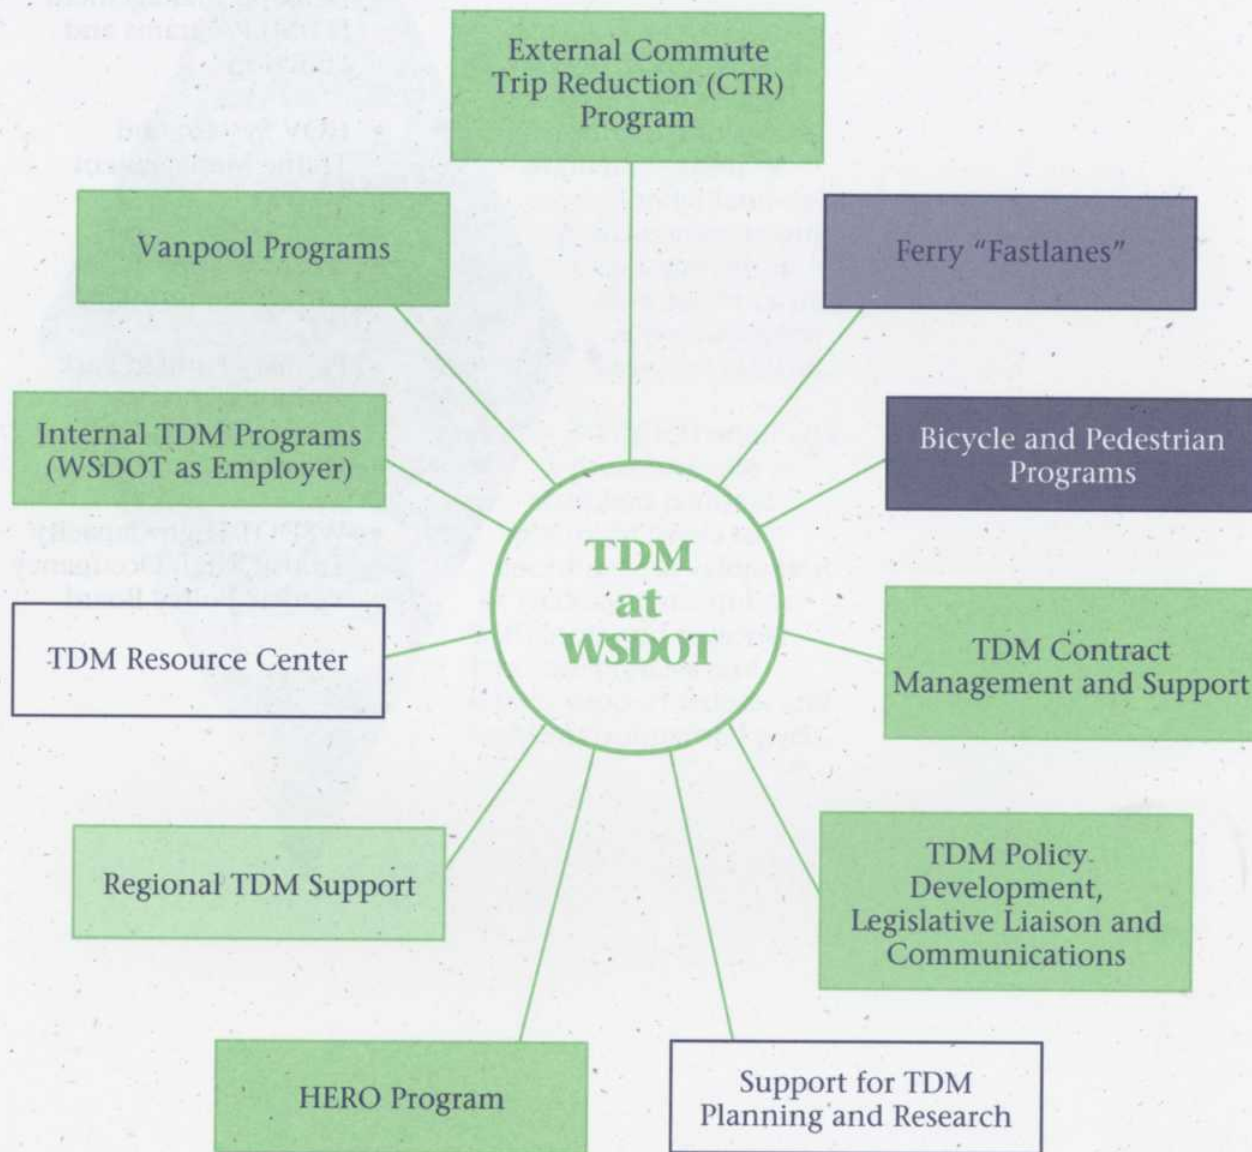 External Commute
Trip Reduction (CTR)
Program
Vanpool Programs
Ferry “Fastlanes”
Internal TDM Programs
(WSDOT as Employer)
Bicycle and Pedestrian
Programs
TDM
at
WSDOT
TDM Resource Center
TDM Contract
Management and Support
Regional TDM Support
TDM Policy
Development,
Legislative Liaison and
Communications
HERO Program
Support for TDM
Planning and Research